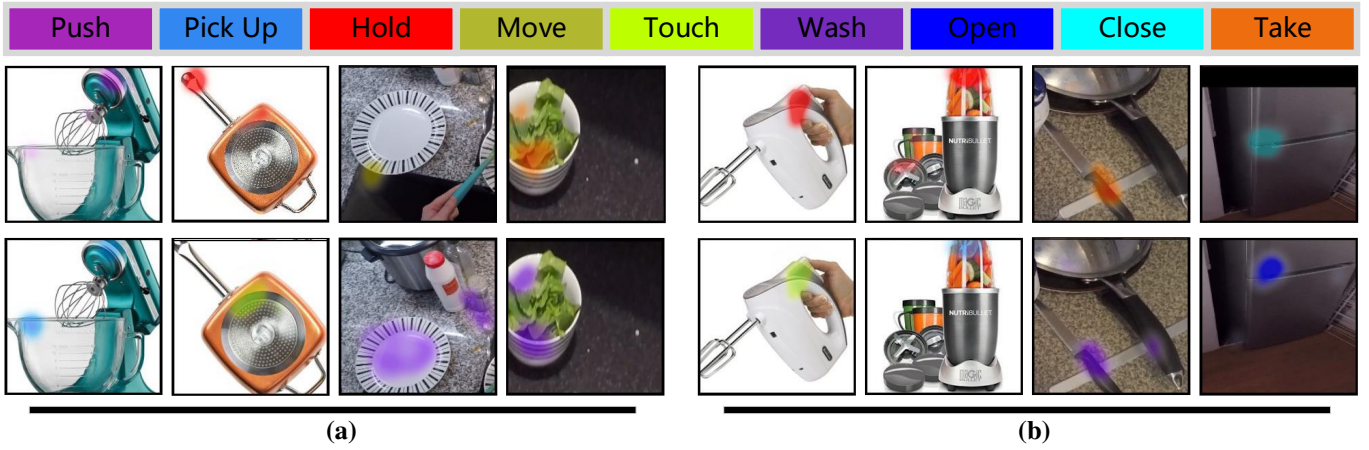 Push Pick Up Hold Move Touch Wash Open Close Take
NUTRiBULLET
NUTRiBULLET
(a) (b)